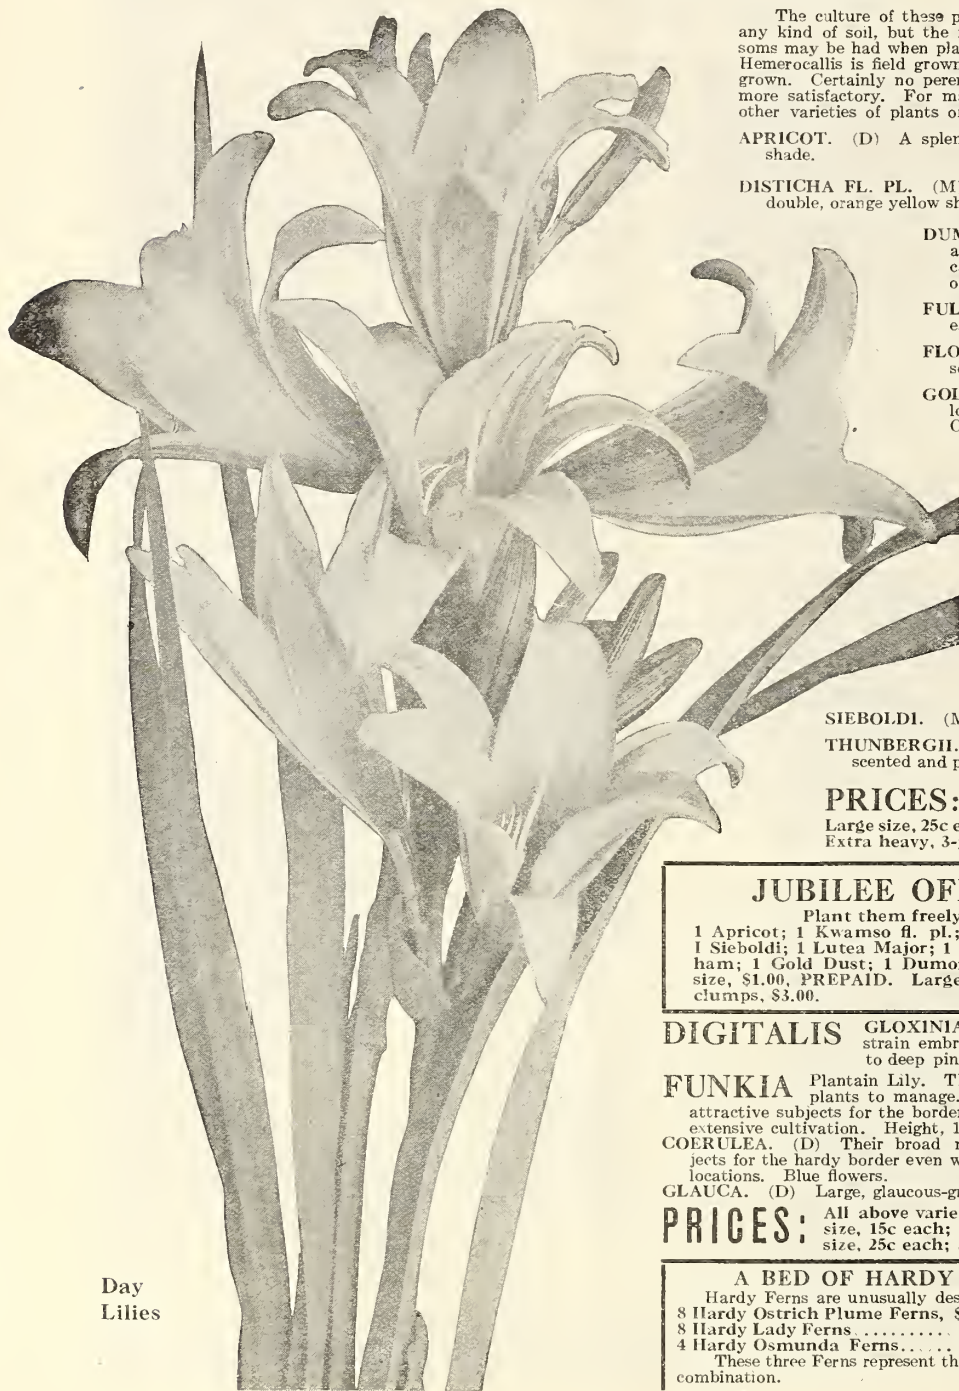 The culture of these p
any kind of soil, but the
soms may be had when pla
Hemerocallis is field grown
grown. Certainly no peren
more satisfactory. For m
other varieties of plants o
APRICOT. (D) A splen
shade.
DISTICHA FL. PL. (M
double, orange yellow sh
DUM
a
c
o
FUL
e
FLO
s
GOL
lo
C
SIEBOLDI. (M
THUNBERGII.
scented and p
PRICES:
Large size, 25c e
Extra heavy, 3-
JUBILEE OF
Plant them freely
1 Apricot; 1 Kwamso fl. pl.;
1 Sieboldi; 1 Lutea Major; 1
ham; 1 Gold Dust; 1 Dumo
size, $1.00, PREPAID. Large
clumps, $3.00.
DIGITALIS GLOXINIA
strain embr
to deep pin
FUNKIA Plantain Lily. T
plants to manage.
attractive subjects for the border
extensive cultivation. Height, 1
COERULEA. (D) Their broad
jects for the hardy border even w
locations. Blue flowers.
GLAUCA. (D) Large, glaucous-g
PRICES: All above varie
size, 15c each;
size, 25c each;
A BED OF HARDY
Hardy Ferns are unusually des
8 Hardy Ostrich Plume Ferns, $
8 Hardy Lady Ferns..........
4 Hardy Osmunda Ferns......
These three Ferns represent th
combination.
Day
Lilies